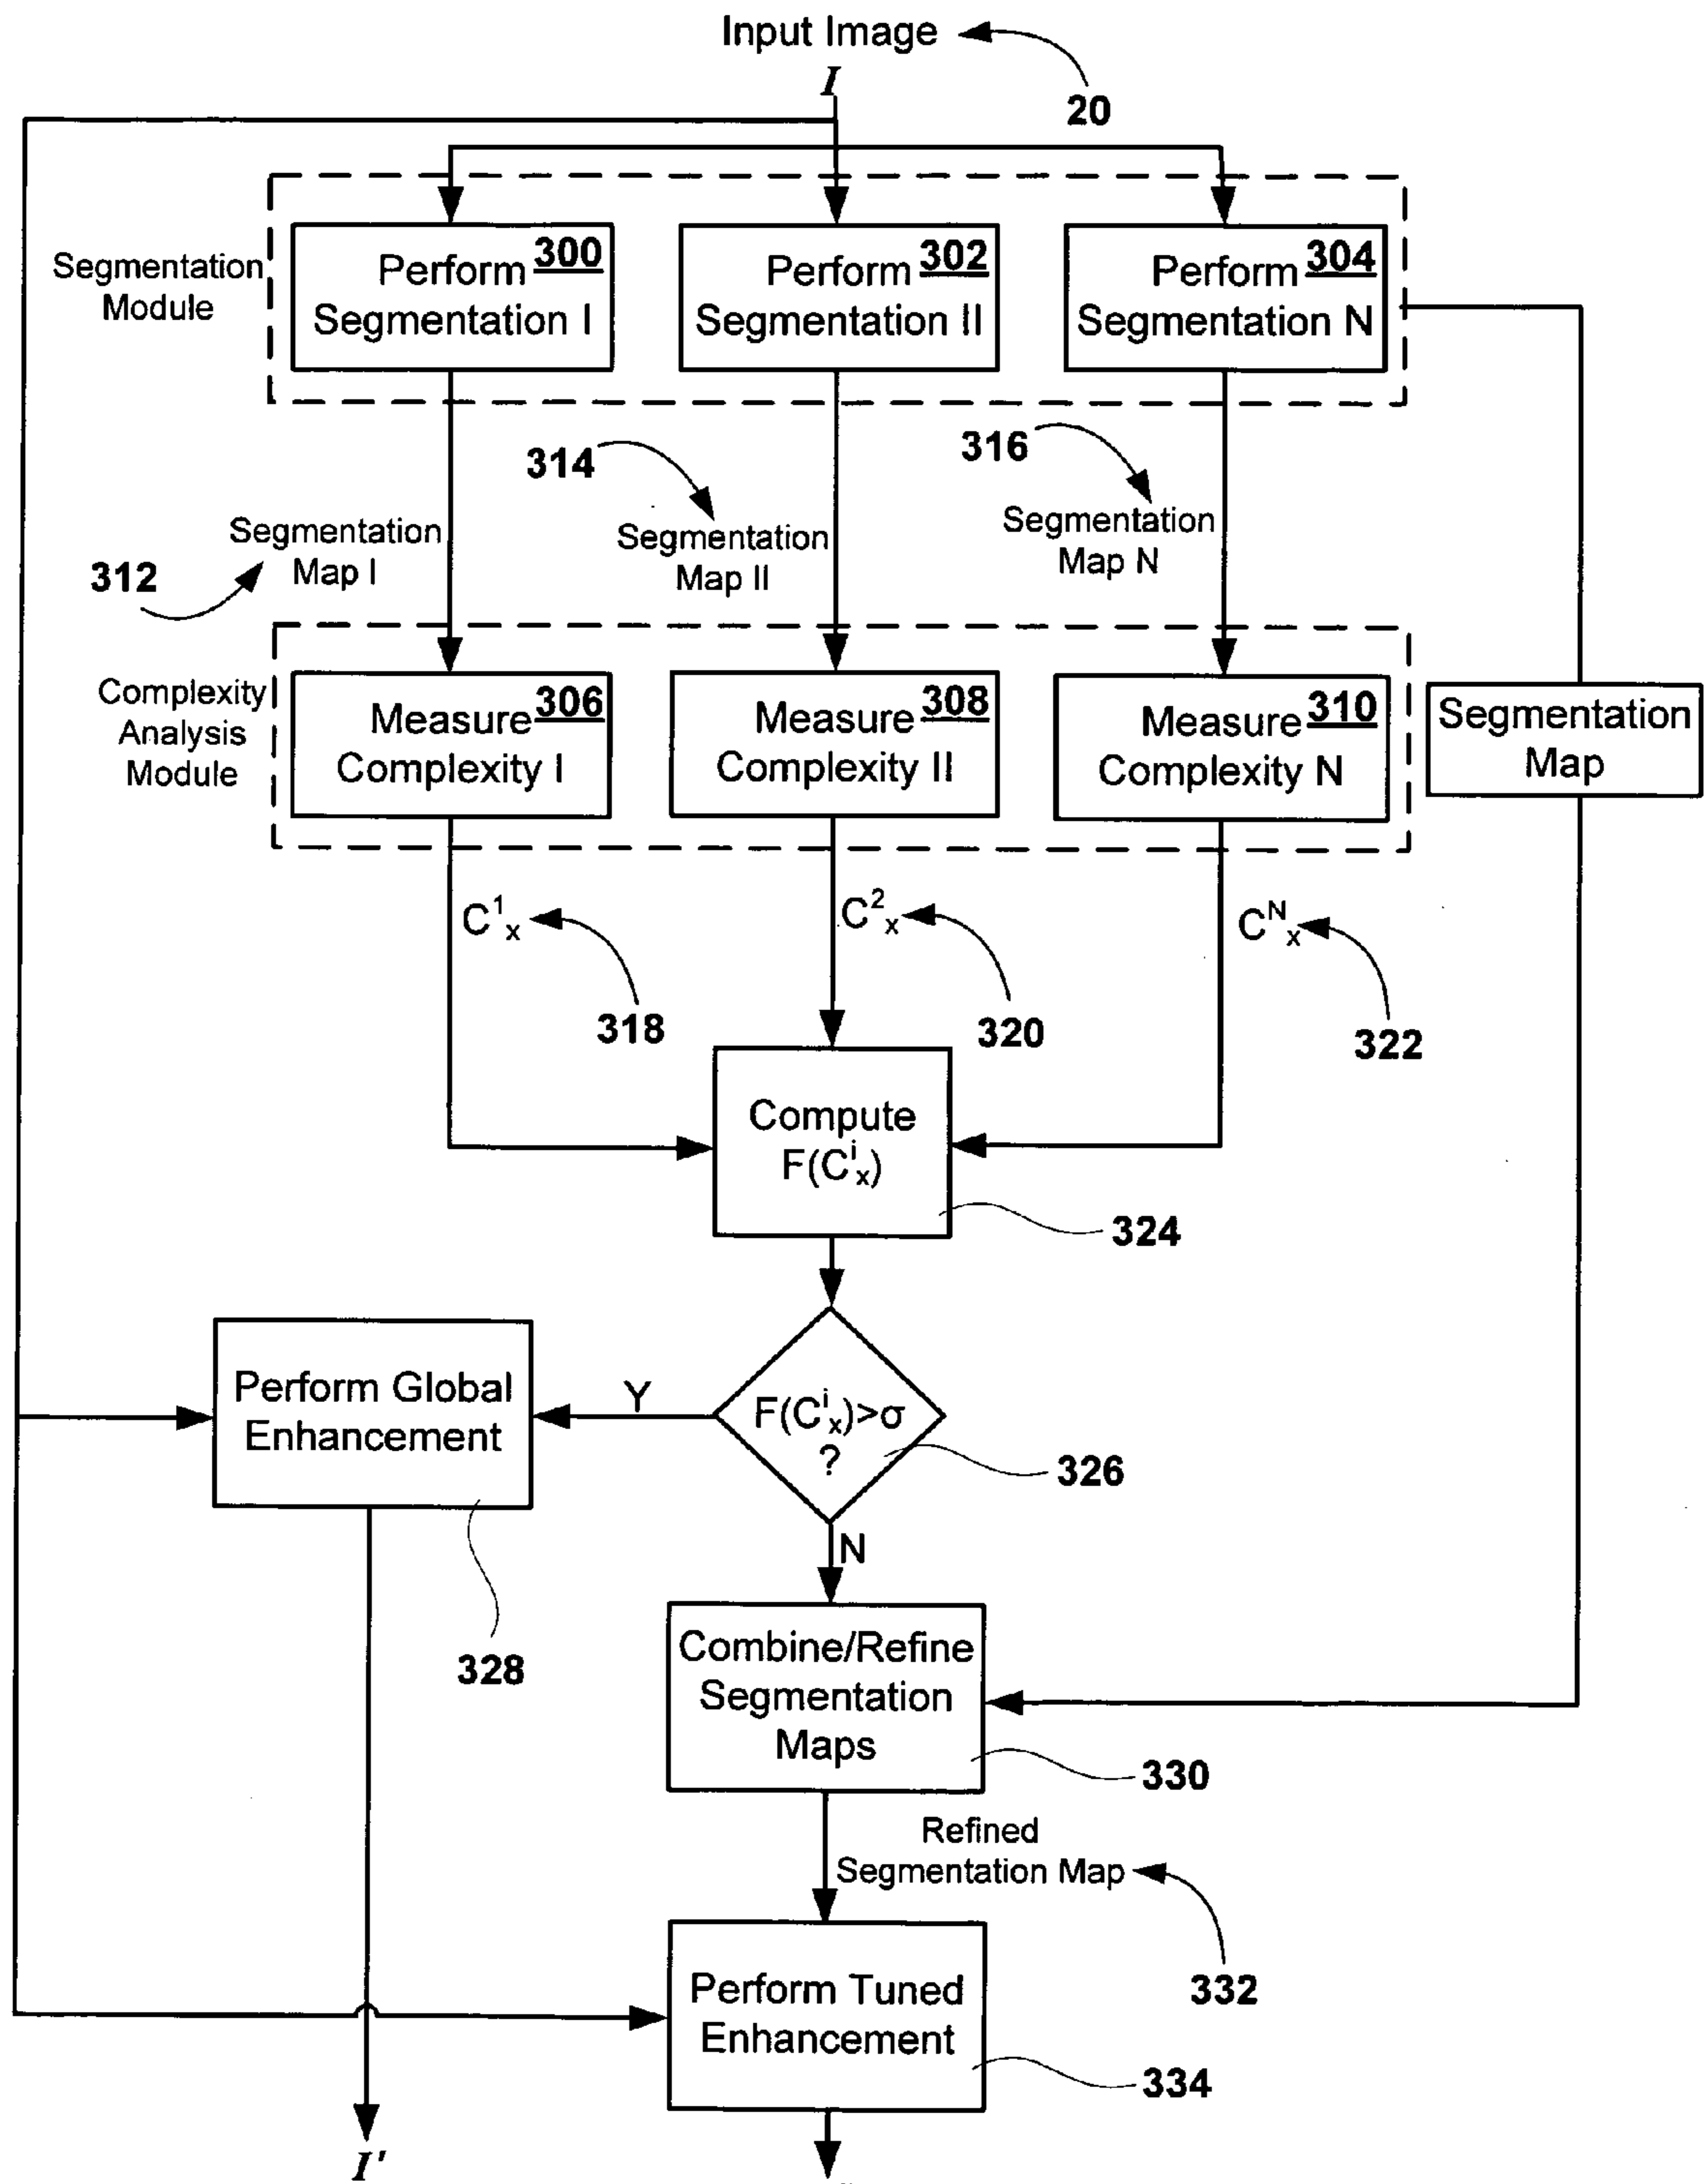 Input Image
I
20
Segmentation
Module
Perform 300
Segmentation I
Perform 302
Segmentation II
Perform 304
Segmentation N
314
316
312
Segmentation
Map I
Segmentation
Map II
Segmentation
Map N
Complexity
Analysis
Module
Measure 306
Complexity I
Measure 308
Complexity II
Measure 310
Complexity N
Segmentation
Map
C¹ₓ
C²ₓ
Cᴺₓ
318
320
322
Compute
F(Cⁱₓ)
324
Perform Global
Enhancement
Y
F(Cⁱₓ)>σ
?
326
N
328
Combine/Refine
Segmentation
Maps
330
Refined
Segmentation Map
332
Perform Tuned
Enhancement
334
I'